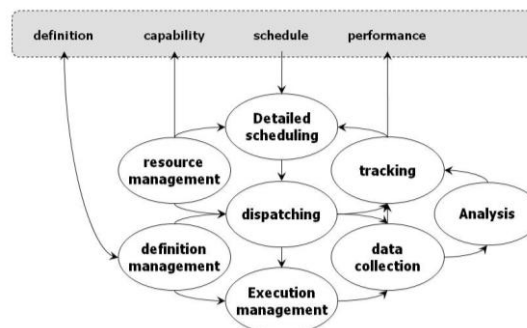 definition capability schedule performance
Detailed
scheduling
resource
management
tracking
dispatching
Analysis
definition
management
data
collection
Execution
management